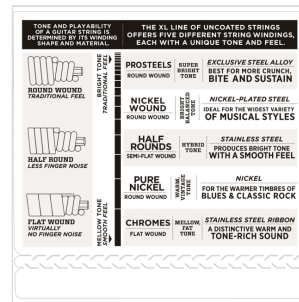 TONE AND PLAYABILITY
OF A GUITAR STRING IS
DETERMINED BY ITS WINDING
SHAPE AND MATERIAL.
THE XL LINE OF UNCOATED STRINGS
OFFERS FIVE DIFFERENT STRING WINDINGS,
EACH WITH A UNIQUE TONE AND FEEL.
ROUND WOUND
TRADITIONAL FEEL
HALF ROUND
LESS FINGER NOISE
FLAT WOUND
VIRTUALLY
NO FINGER NOISE
BRIGHT TONE
TRADITIONAL FEEL
MELLOW TONE
SMOOTH FEEL
PROSTEELS
ROUND WOUND
SUPER
BRIGHT
TONE
EXCLUSIVE STEEL ALLOY
BEST FOR MORE CRUNCH,
BITE AND SUSTAIN
NICKEL
WOUND
ROUND WOUND
BRIGHT
BALANCED
TONE
NICKEL-PLATED STEEL
IDEAL FOR THE WIDEST VARIETY
OF MUSICAL STYLES
HALF
ROUNDS
SEMI-FLAT WOUND
HYBRID
TONE
STAINLESS STEEL
PRODUCES BRIGHT TONE
WITH A SMOOTH FEEL
PURE
NICKEL
ROUND WOUND
WARM,
VINTAGE
TONE
NICKEL
FOR THE WARMER TIMBRES OF
BLUES & CLASSIC ROCK
CHROMES
FLAT WOUND
MELLOW,
FAT
TONE
STAINLESS STEEL RIBBON
A DISTINCTIVE WARM AND
TONE-RICH SOUND